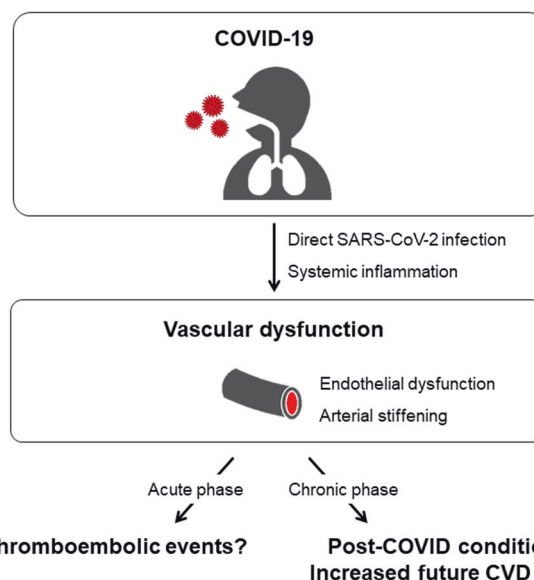 COVID-19
Direct SARS-CoV-2 infection
Systemic inflammation
Vascular dysfunction
Endothelial dysfunction
Arterial stiffening
Acute phase
Chronic phase
hromboembolic events?
Post-COVID conditio
Increased future CVD